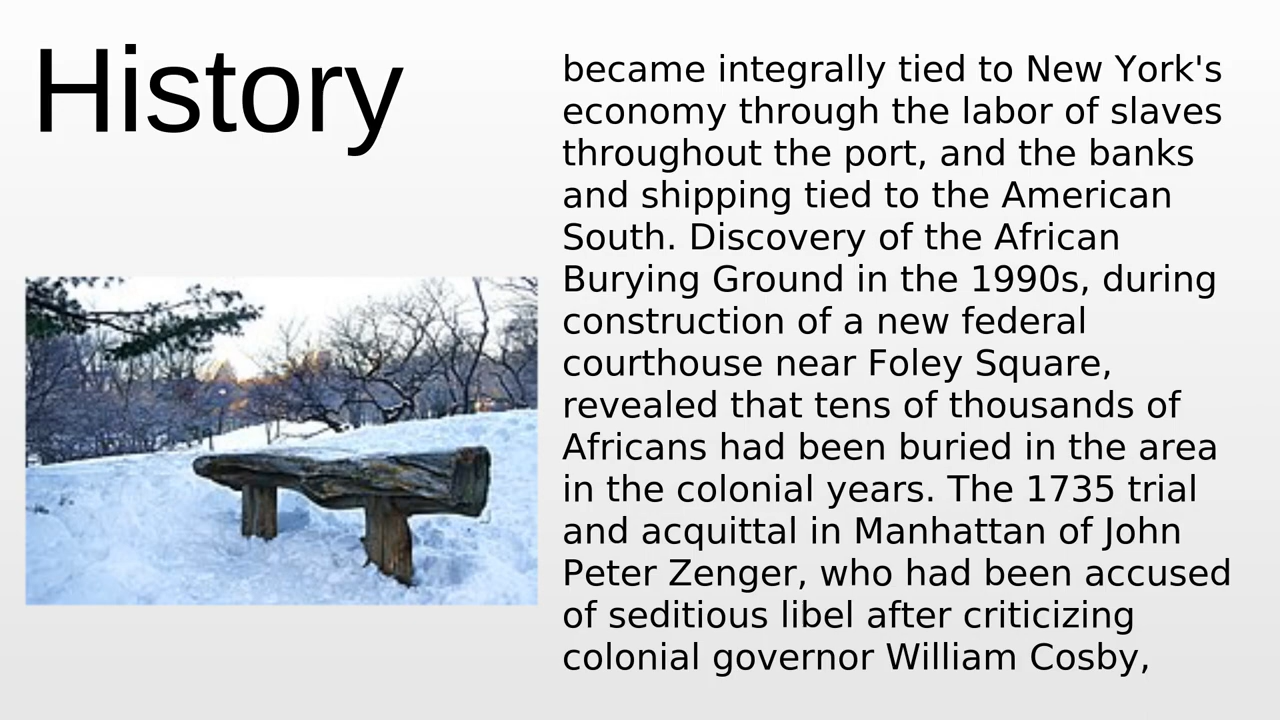 History
became integrally tied to New York's
economy through the labor of slaves
throughout the port, and the banks
and shipping tied to the American
South. Discovery of the African
Burying Ground in the 1990s, during
construction of a new federal
courthouse near Foley Square,
revealed that tens of thousands of
Africans had been buried in the area
in the colonial years. The 1735 trial
and acquittal in Manhattan of John
Peter Zenger, who had been accused
of seditious libel after criticizing
colonial governor William Cosby,